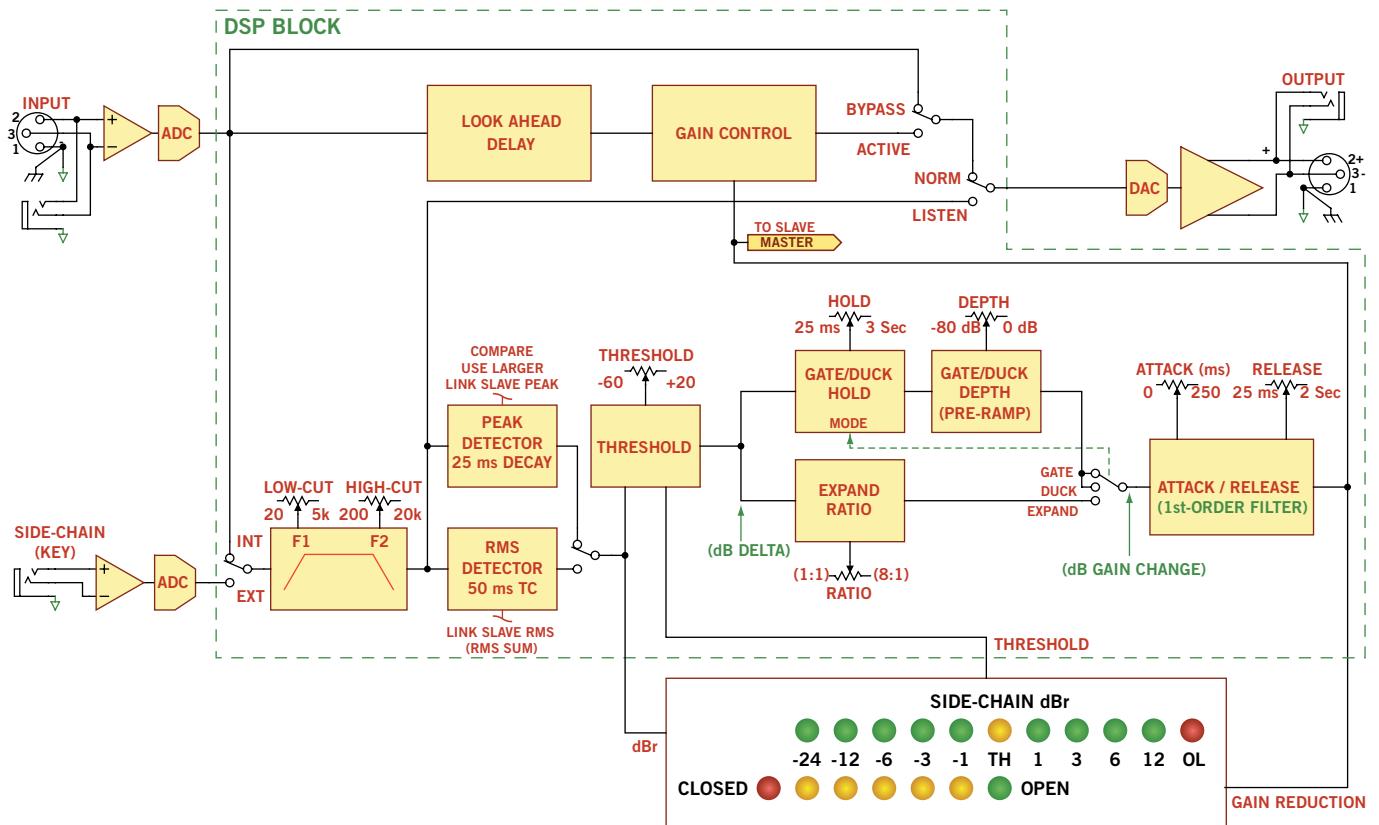 DSP BLOCK
INPUT
2
3
1
+
−
ADC
LOOK AHEAD
DELAY
GAIN CONTROL
BYPASS
ACTIVE
NORM
LISTEN
DAC
OUTPUT
+
2+
3-
1
TO SLAVE
MASTER
COMPARE
USE LARGER
LINK SLAVE PEAK
PEAK
DETECTOR
25 ms DECAY
THRESHOLD
-60 +20
THRESHOLD
HOLD
25 ms 3 Sec
GATE/DUCK
HOLD
MODE
DEPTH
-80 dB 0 dB
GATE/DUCK
DEPTH
(PRE-RAMP)
ATTACK (ms)
0 250
RELEASE
25 ms 2 Sec
ATTACK / RELEASE
(1st-ORDER FILTER)
GATE
DUCK
EXPAND
EXPAND
RATIO
(1:1) (8:1)
RATIO
(dB DELTA)
(dB GAIN CHANGE)
LOW-CUT
20 5k
HIGH-CUT
200 20k
F1 F2
SIDE-CHAIN
(KEY)
+
−
ADC
INT
EXT
RMS
DETECTOR
50 ms TC
LINK SLAVE RMS
(RMS SUM)
THRESHOLD
dBr
SIDE-CHAIN dBr
-24 -12 -6 -3 -1 TH 1 3 6 12 OL
CLOSED OPEN
GAIN REDUCTION